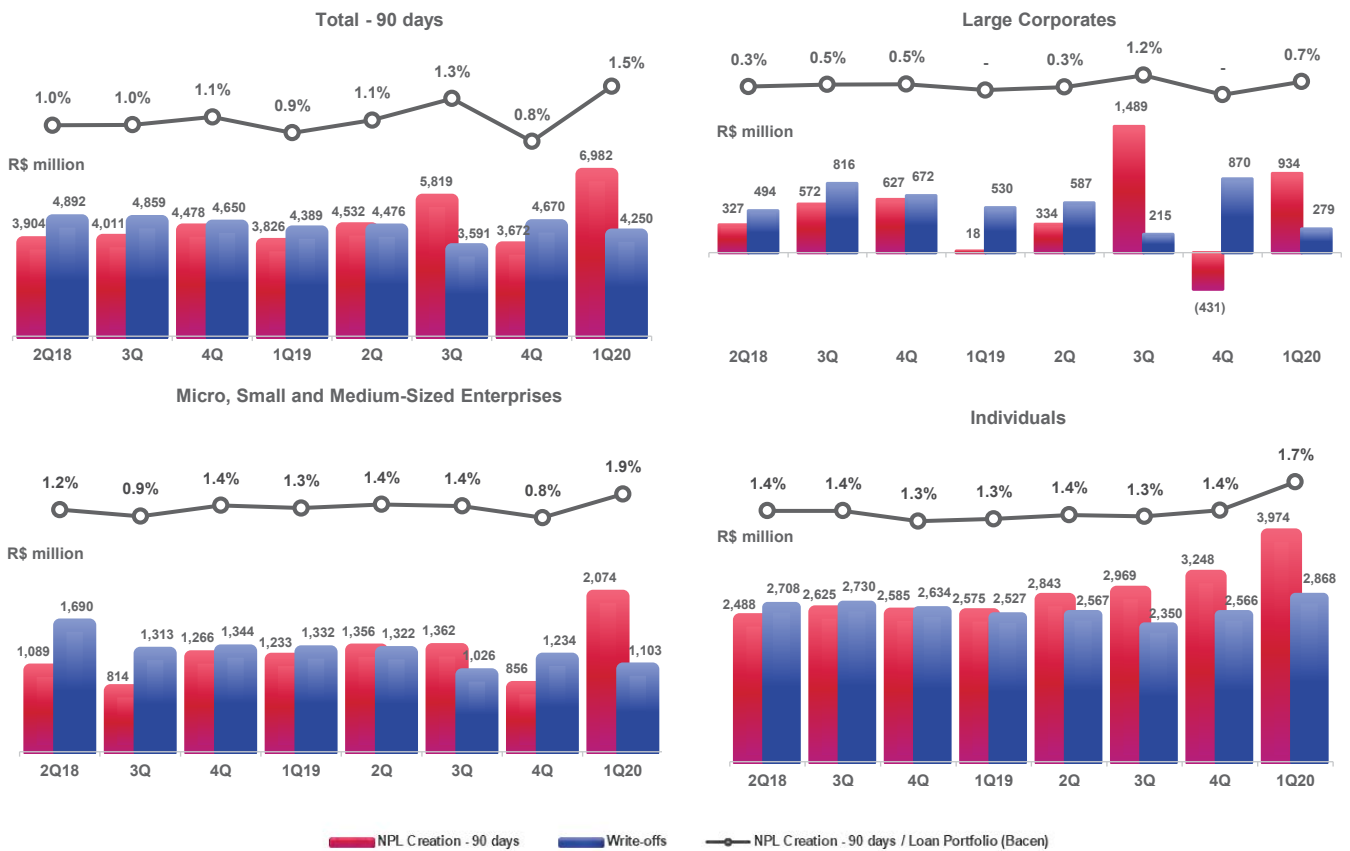 Total - 90 days
1.0% 1.0% 1.1% 0.9% 1.1% 1.3% 0.8% 1.5%
R$ million
3,904 4,892 4,011 4,859 4,478 4,650 3,826 4,389 4,532 4,476 5,819 3,591 3,672 4,670 6,982 4,250
2Q18 3Q 4Q 1Q19 2Q 3Q 4Q 1Q20
Large Corporates
0.3% 0.5% 0.5% - 0.3% 1.2% - 0.7%
R$ million
327 494 572 816 627 672 18 530 334 587 1,489 215 (431) 870 934 279
2Q18 3Q 4Q 1Q19 2Q 3Q 4Q 1Q20
Micro, Small and Medium-Sized Enterprises
1.2% 0.9% 1.4% 1.3% 1.4% 1.4% 0.8% 1.9%
R$ million
1,089 1,690 814 1,313 1,266 1,344 1,233 1,332 1,356 1,322 1,362 1,026 856 1,234 2,074 1,103
2Q18 3Q 4Q 1Q19 2Q 3Q 4Q 1Q20
Individuals
1.4% 1.4% 1.3% 1.3% 1.4% 1.3% 1.4% 1.7%
R$ million
2,488 2,708 2,625 2,730 2,585 2,634 2,575 2,527 2,843 2,567 2,969 2,350 3,248 2,566 3,974 2,868
2Q18 3Q 4Q 1Q19 2Q 3Q 4Q 1Q20
NPL Creation - 90 days Write-offs NPL Creation - 90 days / Loan Portfolio (Bacen)